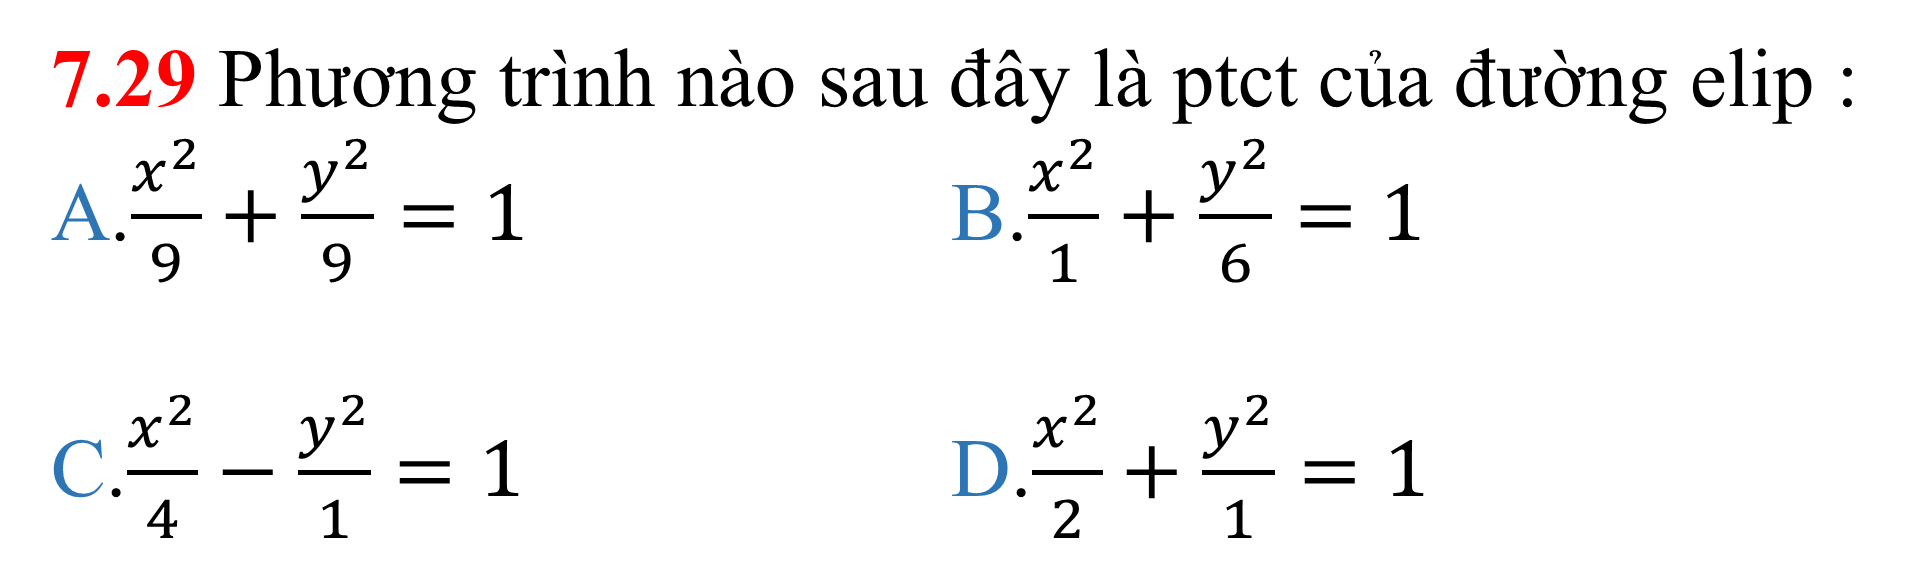 7.29 Phương trình nào sau đây là ptct của đường elip :
A. x²/9 + y²/9 = 1 B. x²/1 + y²/6 = 1
C. x²/4 − y²/1 = 1 D. x²/2 + y²/1 = 1